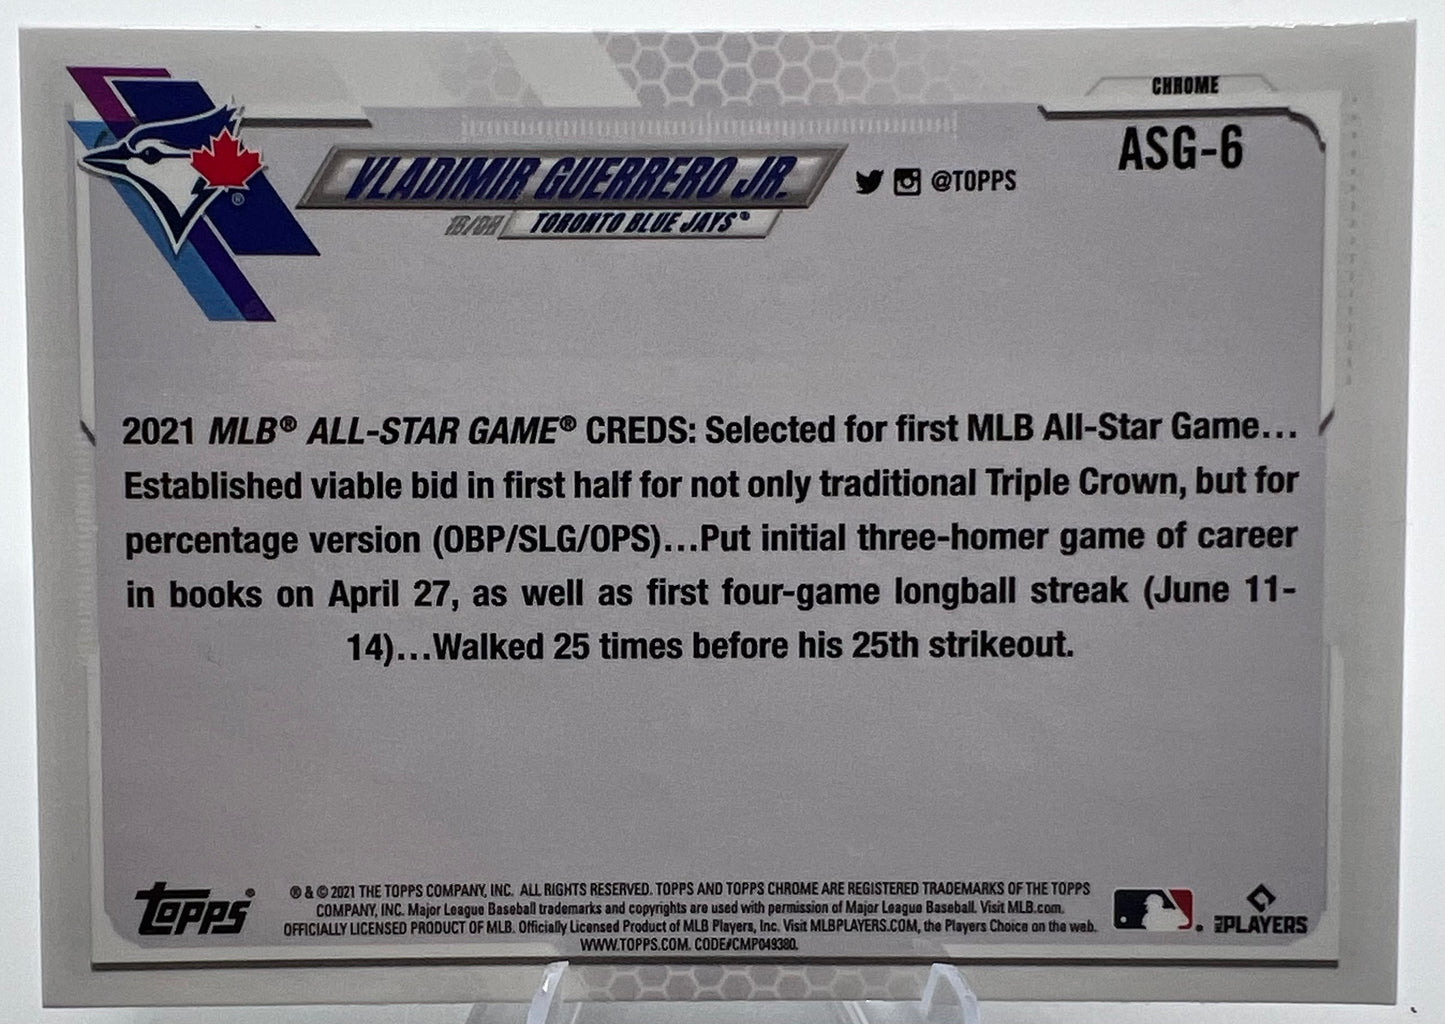 CHROME
ASG-6
VLADIMIR GUERRERO JR.
@TOPPS
TORONTO BLUE JAYS®
2021 MLB® ALL-STAR GAME® CREDS: Selected for first MLB All-Star Game...
Established viable bid in first half for not only traditional Triple Crown, but for
percentage version (OBP/SLG/OPS)...Put initial three-homer game of career
in books on April 27, as well as first four-game longball streak (June 11-
14)...Walked 25 times before his 25th strikeout.
topps®
® & © 2021 THE TOPPS COMPANY, INC. ALL RIGHTS RESERVED. TOPPS AND TOPPS CHROME ARE REGISTERED TRADEMARKS OF THE TOPPS
COMPANY, INC. Major League Baseball trademarks and copyrights are used with permission of Major League Baseball. Visit MLB.com.
OFFICIALLY LICENSED PRODUCT OF MLB. Officially Licensed Product of MLB Players, Inc. Visit MLBPLAYERS.COM, the Players Choice on the web.
WWW.TOPPS.COM. CODE#CMP049380.
PLAYERS